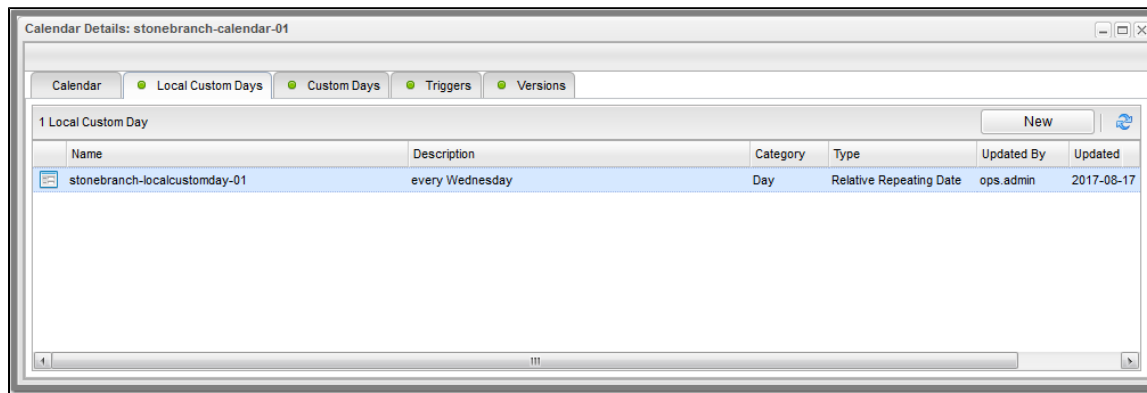 Calendar Details: stonebranch-calendar-01
Calendar Local Custom Days Custom Days Triggers Versions
1 Local Custom Day New
Name Description Category Type Updated By Updated
stonebranch-localcustomday-01 every Wednesday Day Relative Repeating Date ops.admin 2017-08-17